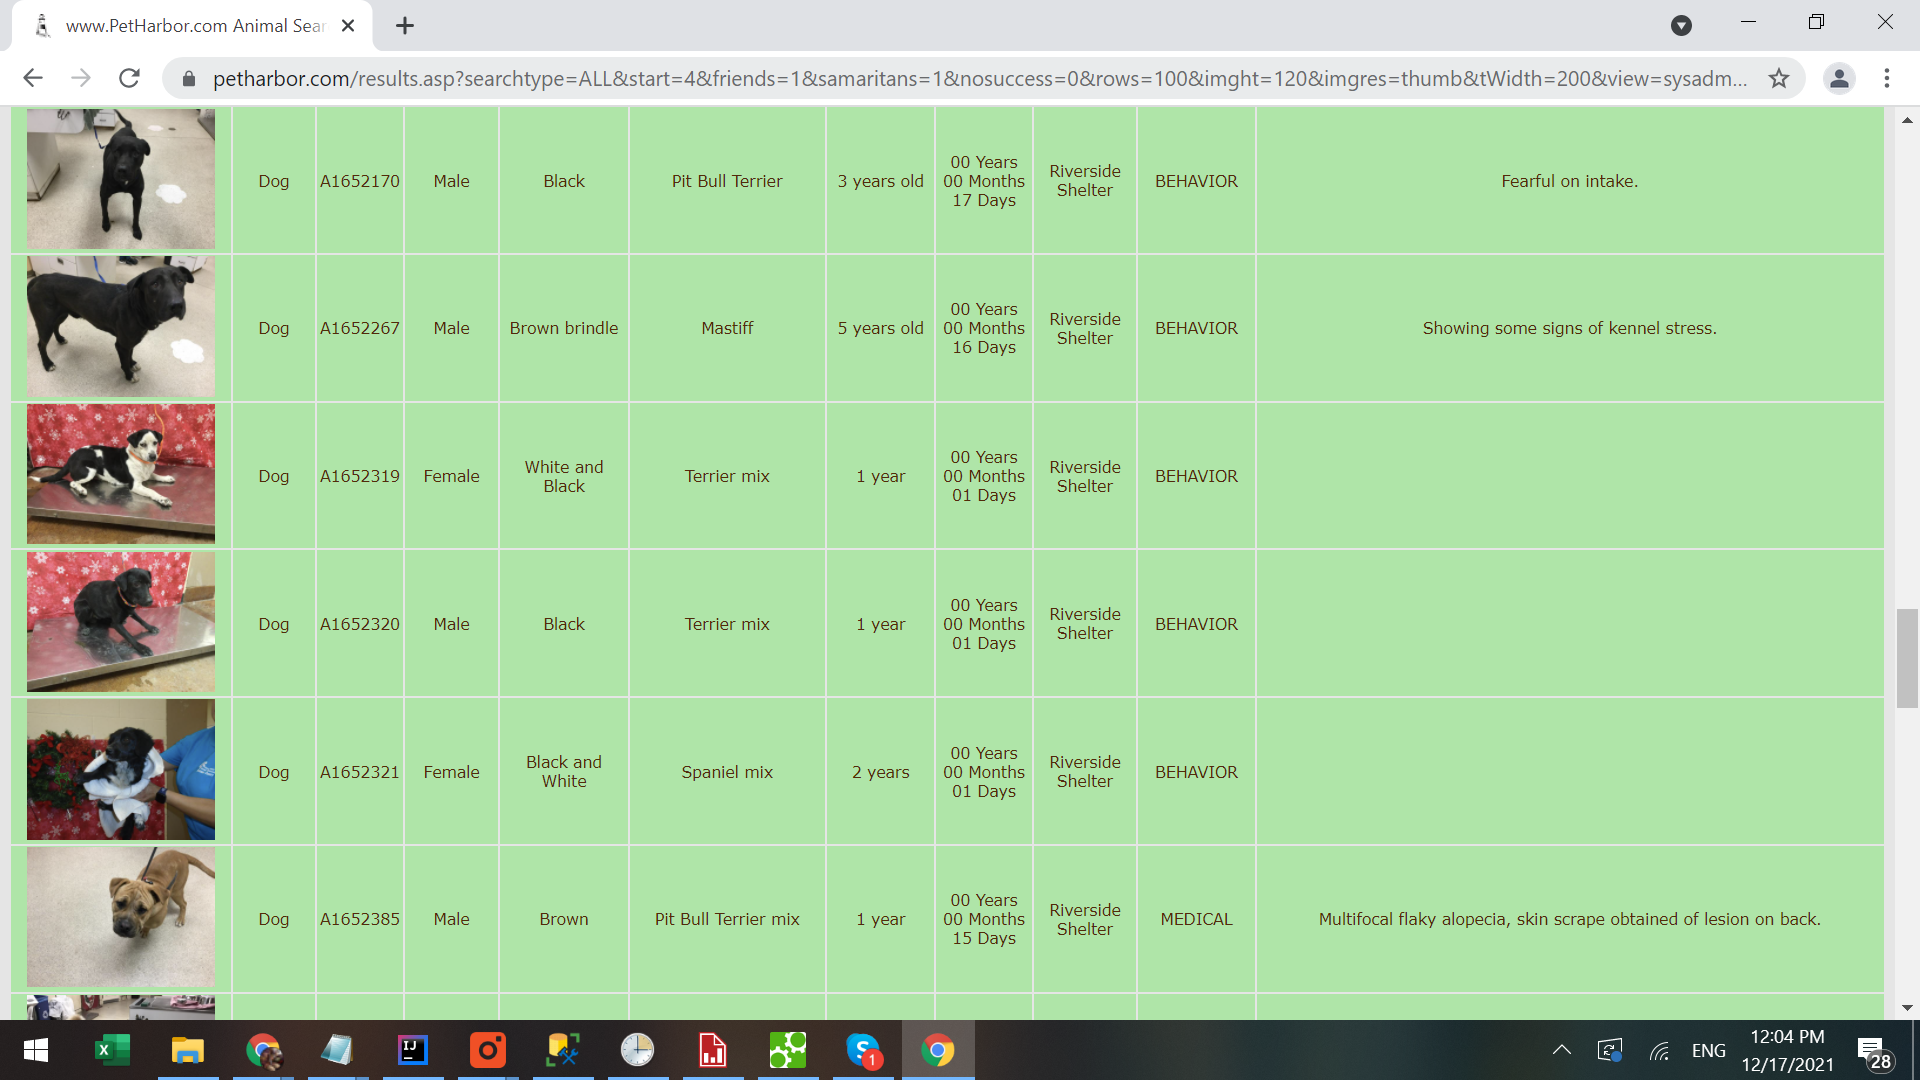 www.PetHarbor.com Animal Sear
petharbor.com/results.asp?searchtype=ALL&start=4&friends=1&samaritans=1&nosuccess=0&rows=100&imght=120&imgres=thumb&tWidth=200&view=sysadm...
Dog A1652170 Male Black Pit Bull Terrier 3 years old 00 Years 00 Months 17 Days Riverside Shelter BEHAVIOR Fearful on intake.
Dog A1652267 Male Brown brindle Mastiff 5 years old 00 Years 00 Months 16 Days Riverside Shelter BEHAVIOR Showing some signs of kennel stress.
Dog A1652319 Female White and Black Terrier mix 1 year 00 Years 00 Months 01 Days Riverside Shelter BEHAVIOR
Dog A1652320 Male Black Terrier mix 1 year 00 Years 00 Months 01 Days Riverside Shelter BEHAVIOR
Dog A1652321 Female Black and White Spaniel mix 2 years 00 Years 00 Months 01 Days Riverside Shelter BEHAVIOR
Dog A1652385 Male Brown Pit Bull Terrier mix 1 year 00 Years 00 Months 15 Days Riverside Shelter MEDICAL Multifocal flaky alopecia, skin scrape obtained of lesion on back.
X IJ S 1 ENG 12:04 PM
12/17/2021 28